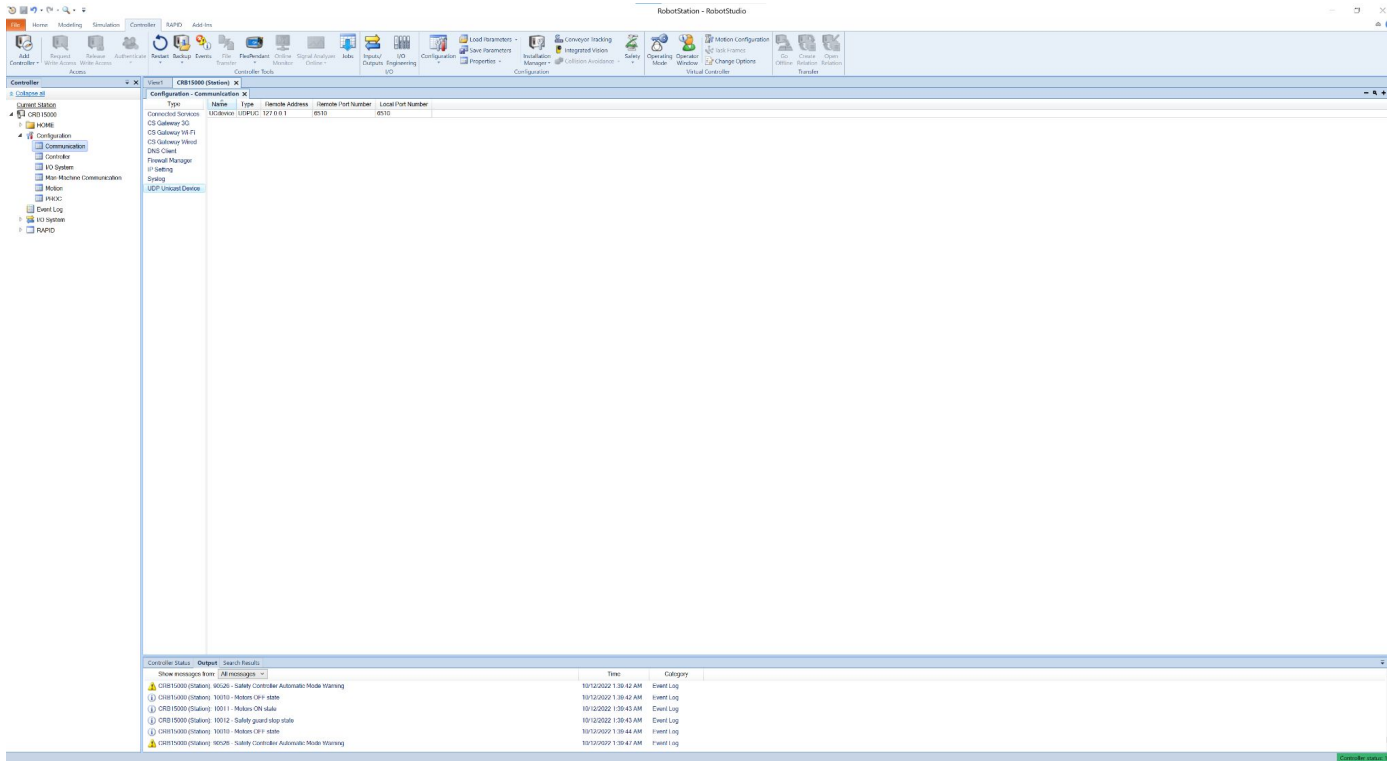 RobotStation - RobotStudio
File Home Modeling Simulation Controller RAPID Add-Ins
Add Controller
Request Write Access
Release Write Access
Authenticate
Access
Restart
Backup
Events
File Transfer
FlexPendant
Online Monitor
Signal Analyzer Online
Jobs
Controller Tools
Inputs/ Outputs
I/O Engineering
I/O
Configuration
Load Parameters
Save Parameters
Properties
Installation Manager
Conveyor Tracking
Integrated Vision
Collision Avoidance
Safety
Configuration
Operating Mode
Operator Window
Motion Configuration
Task Frames
Change Options
Virtual Controller
Go Offline
Create Relation
Open Relation
Transfer
Controller
Collapse all
Current Station
CRB15000
HOME
Configuration
Communication
Controller
I/O System
Man-Machine Communication
Motion
PROC
Event Log
I/O System
RAPID
View1 CRB15000 (Station) X
Configuration - Communication X
Type
Connected Services
CS Gateway 3G
CS Gateway Wi-Fi
CS Gateway Wired
DNS Client
Firewall Manager
IP Setting
Syslog
UDP Unicast Device
Name Type Remote Address Remote Port Number Local Port Number
UCdevice UDPUC 127.0.0.1 6510 6510
Controller Status Output Search Results
Show messages from: All messages Time Category
CRB15000 (Station): 90526 - Safety Controller Automatic Mode Warning 10/12/2022 1:39:42 AM Event Log
CRB15000 (Station): 10010 - Motors OFF state 10/12/2022 1:39:42 AM Event Log
CRB15000 (Station): 10011 - Motors ON state 10/12/2022 1:39:43 AM Event Log
CRB15000 (Station): 10012 - Safety guard stop state 10/12/2022 1:39:43 AM Event Log
CRB15000 (Station): 10010 - Motors OFF state 10/12/2022 1:39:44 AM Event Log
CRB15000 (Station): 90526 - Safety Controller Automatic Mode Warning 10/12/2022 1:39:47 AM Event Log
Controller status: